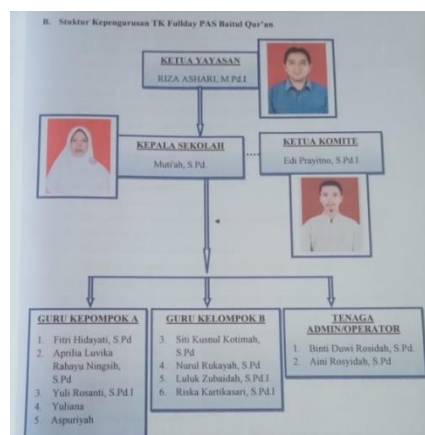 B. Stuktur Kepengurusan TK Fullday PAS Baitul Qur'an
KETUA YAYASAN
RIZA ASHARI, M.Pd.I
KEPALA SEKOLAH
Muti'ah, S.Pd.
KETUA KOMITE
Edi Prayitno, S.Pd.I
GURU KEPOMPOK A
1. Fitri Hidayati, S.Pd
2. Aprilia Luvika
Rahayu Ningsih,
S.Pd
3. Yuli Rosanti, S.Pd.I
4. Yuliana
5. Aspuriyah
GURU KELOMPOK B
3. Siti Kusnul Kotimah,
S.Pd
4. Nurul Rukayah, S.Pd
5. Luluk Zubaidah, S.Pd.I
6. Riska Kartikasari, S.Pd.I
TENAGA
ADMIN/OPERATOR
1. Binti Duwi Rosidah, S.Pd.
2. Aini Rosyidah, S.Pd